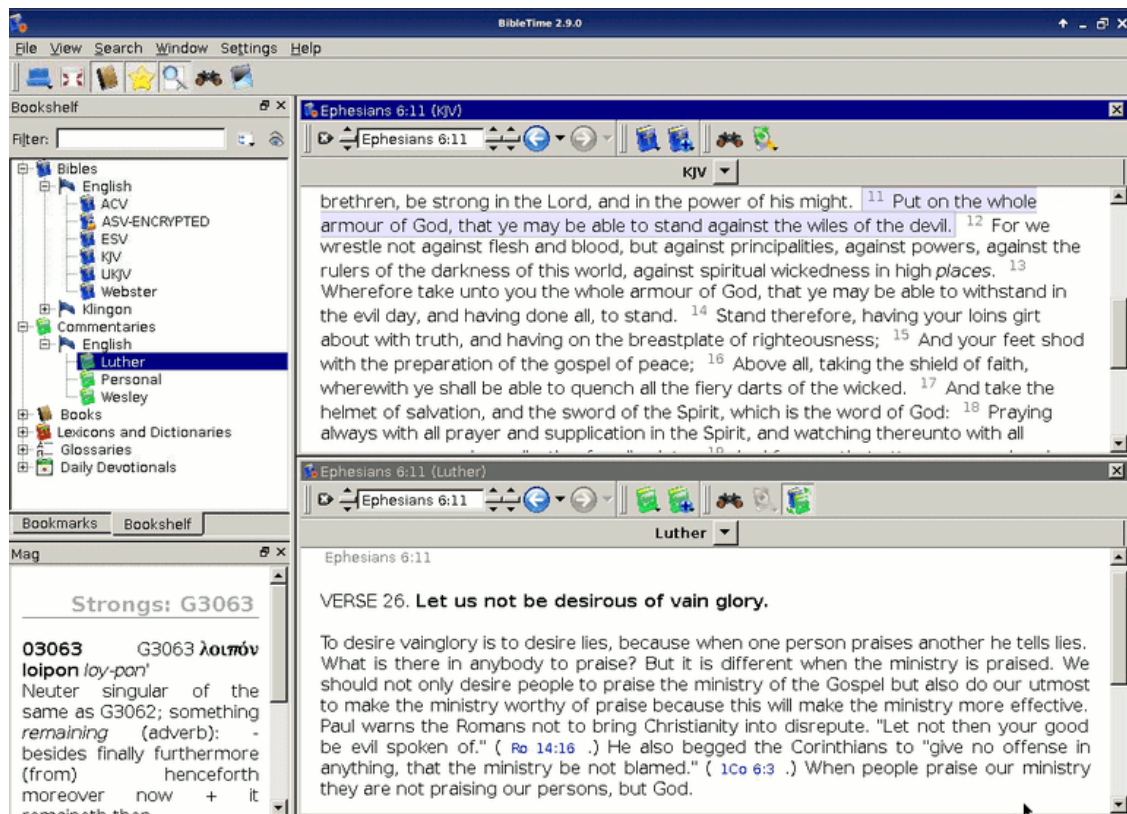 BibleTime 2.9.0
File View Search Window Settings Help
Bookshelf
Filter:
Bibles
English
ACV
ASV-ENCRYPTED
ESV
KJV
UKJV
Webster
Klingon
Commentaries
English
Luther
Personal
Wesley
Books
Lexicons and Dictionaries
Glossaries
Daily Devotionals
Bookmarks Bookshelf
Mag
Strongs: G3063
03063 G3063 λοιπόν
loipon loy-pon'
Neuter singular of the
same as G3062; something
remaining (adverb): -
besides finally furthermore
(from) henceforth
moreover now + it
remaineth then
Ephesians 6:11 (KJV)
Ephesians 6:11
KJV
brethren, be strong in the Lord, and in the power of his might. 11 Put on the whole
armour of God, that ye may be able to stand against the wiles of the devil. 12 For we
wrestle not against flesh and blood, but against principalities, against powers, against the
rulers of the darkness of this world, against spiritual wickedness in high places. 13
Wherefore take unto you the whole armour of God, that ye may be able to withstand in
the evil day, and having done all, to stand. 14 Stand therefore, having your loins girt
about with truth, and having on the breastplate of righteousness; 15 And your feet shod
with the preparation of the gospel of peace; 16 Above all, taking the shield of faith,
wherewith ye shall be able to quench all the fiery darts of the wicked. 17 And take the
helmet of salvation, and the sword of the Spirit, which is the word of God: 18 Praying
always with all prayer and supplication in the Spirit, and watching thereunto with all
Ephesians 6:11 (Luther)
Ephesians 6:11
Luther
Ephesians 6:11
VERSE 26. Let us not be desirous of vain glory.
To desire vainglory is to desire lies, because when one person praises another he tells lies.
What is there in anybody to praise? But it is different when the ministry is praised. We
should not only desire people to praise the ministry of the Gospel but also do our utmost
to make the ministry worthy of praise because this will make the ministry more effective.
Paul warns the Romans not to bring Christianity into disrepute. "Let not then your good
be evil spoken of." ( Ro 14:16 .) He also begged the Corinthians to "give no offense in
anything, that the ministry be not blamed." ( 1Co 6:3 .) When people praise our ministry
they are not praising our persons, but God.